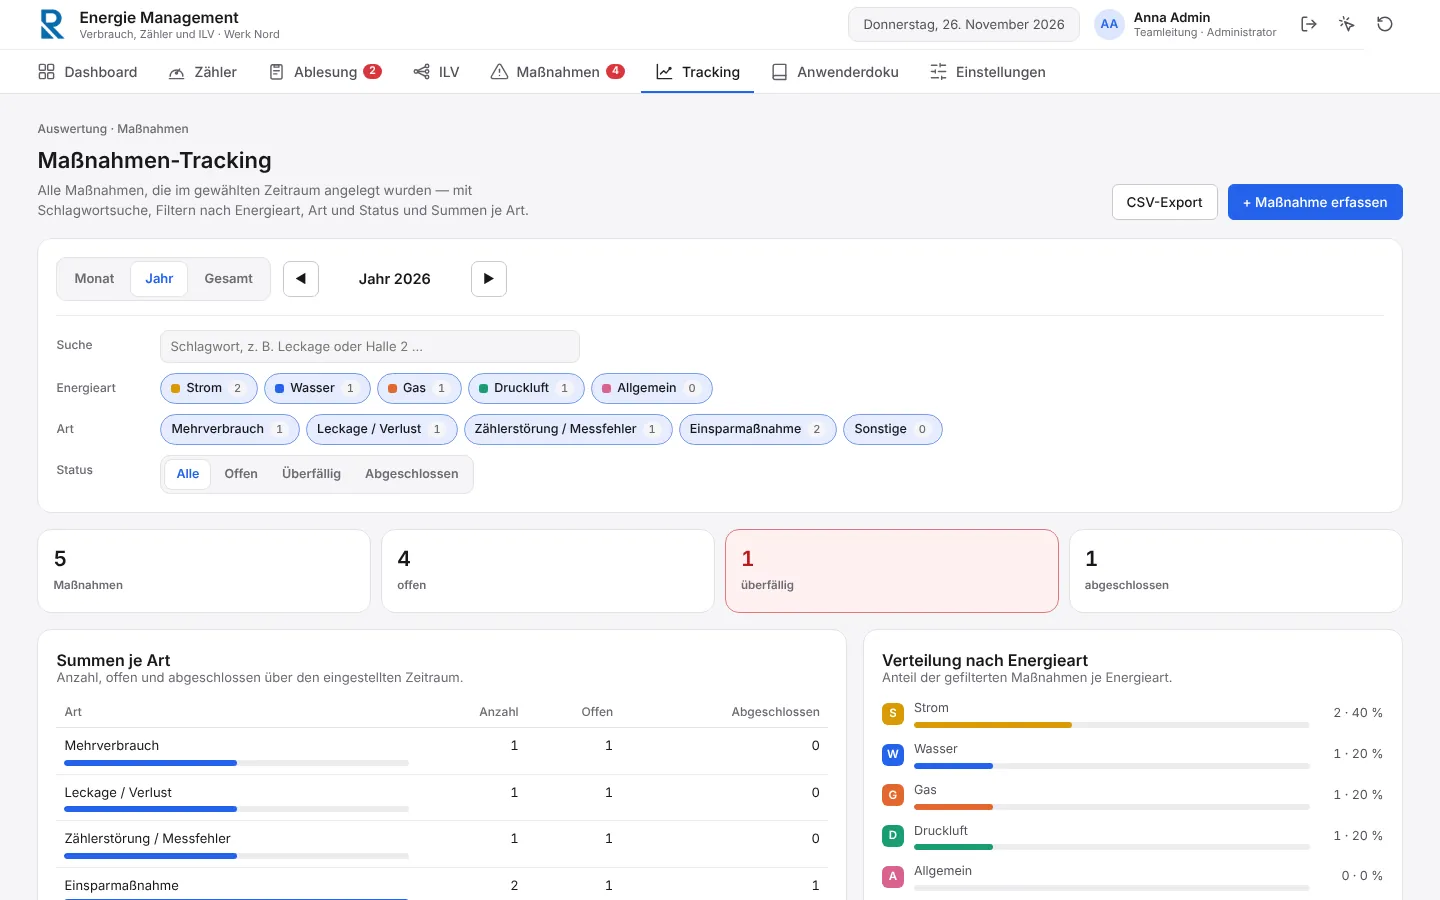 Energie Management
Verbrauch, Zähler und ILV · Werk Nord
Donnerstag, 26. November 2026
AA
Anna Admin
Teamleitung · Administrator
Dashboard
Zähler
Ablesung 2
ILV
Maßnahmen 4
Tracking
Anwenderdoku
Einstellungen
Auswertung · Maßnahmen
Maßnahmen-Tracking
Alle Maßnahmen, die im gewählten Zeitraum angelegt wurden — mit
Schlagwortsuche, Filtern nach Energieart, Art und Status und Summen je Art.
CSV-Export
+ Maßnahme erfassen
Monat Jahr Gesamt
Jahr 2026
Suche
Schlagwort, z. B. Leckage oder Halle 2 ...
Energieart
Strom 2 Wasser 1 Gas 1 Druckluft 1 Allgemein 0
Art
Mehrverbrauch 1 Leckage / Verlust 1 Zählerstörung / Messfehler 1 Einsparmaßnahme 2 Sonstige 0
Status
Alle Offen Überfällig Abgeschlossen
5
Maßnahmen
4
offen
1
überfällig
1
abgeschlossen
Summen je Art
Anzahl, offen und abgeschlossen über den eingestellten Zeitraum.
Art Anzahl Offen Abgeschlossen
Mehrverbrauch 1 1 0
Leckage / Verlust 1 1 0
Zählerstörung / Messfehler 1 1 0
Einsparmaßnahme 2 1 1
Verteilung nach Energieart
Anteil der gefilterten Maßnahmen je Energieart.
S Strom 2 · 40 %
W Wasser 1 · 20 %
G Gas 1 · 20 %
D Druckluft 1 · 20 %
A Allgemein 0 · 0 %